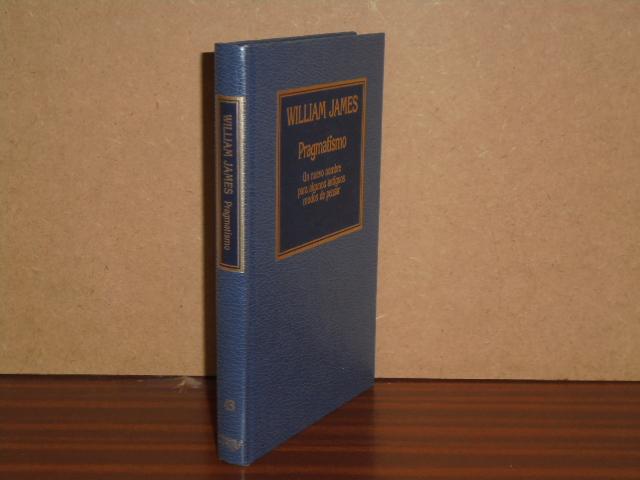 WILLIAM JAMES
Pragmatismo
Un nuevo nombre
para algunos antiguos
modos de pensar
WILLIAM JAMES Pragmatismo